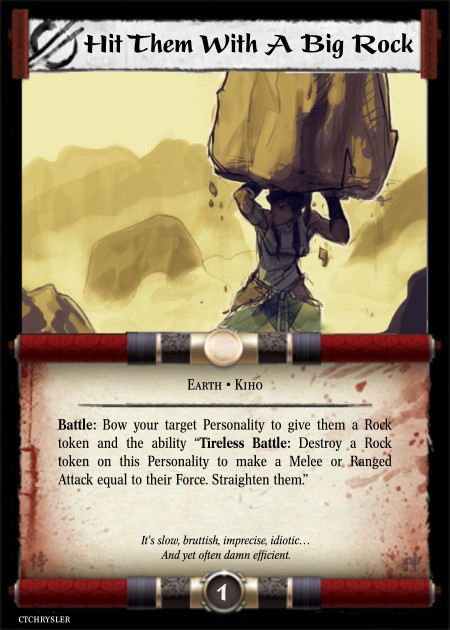 Hit Them With A Big Rock
Earth • Kiho
Battle: Bow your target Personality to give them a Rock
token and the ability “Tireless Battle: Destroy a Rock
token on this Personality to make a Melee or Ranged
Attack equal to their Force. Straighten them.”
It's slow, bruttish, imprecise, idiotic…
And yet often damn efficient.
1
CTCHRYSLER